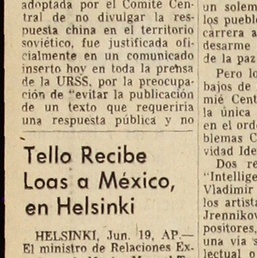 adoptada por el Comité Cen-
tral de no divulgar la res-
puesta china en el territorio
soviético, fue justificada ofi-
cialmente en un comunicado
inserto hoy en toda la prensa
de la URSS, por la preocupa-
ción de "evitar la publicación
de un texto que requeriría
una respuesta pública y no
Tello Recibe
Loas a México,
en Helsinki
HELSINKI, Jun. 19, AP.—
El ministro de Relaciones Ex-
un solem
los pueblo
carrera a
desarme
de la paz
Pero lo
bajos de
mié Cent
la única
en el orde
blemas C
vidad Ide
Dos re
"Intellige
Vladimir
los artista
Jrennikov
positores,
una vía s
lectual o